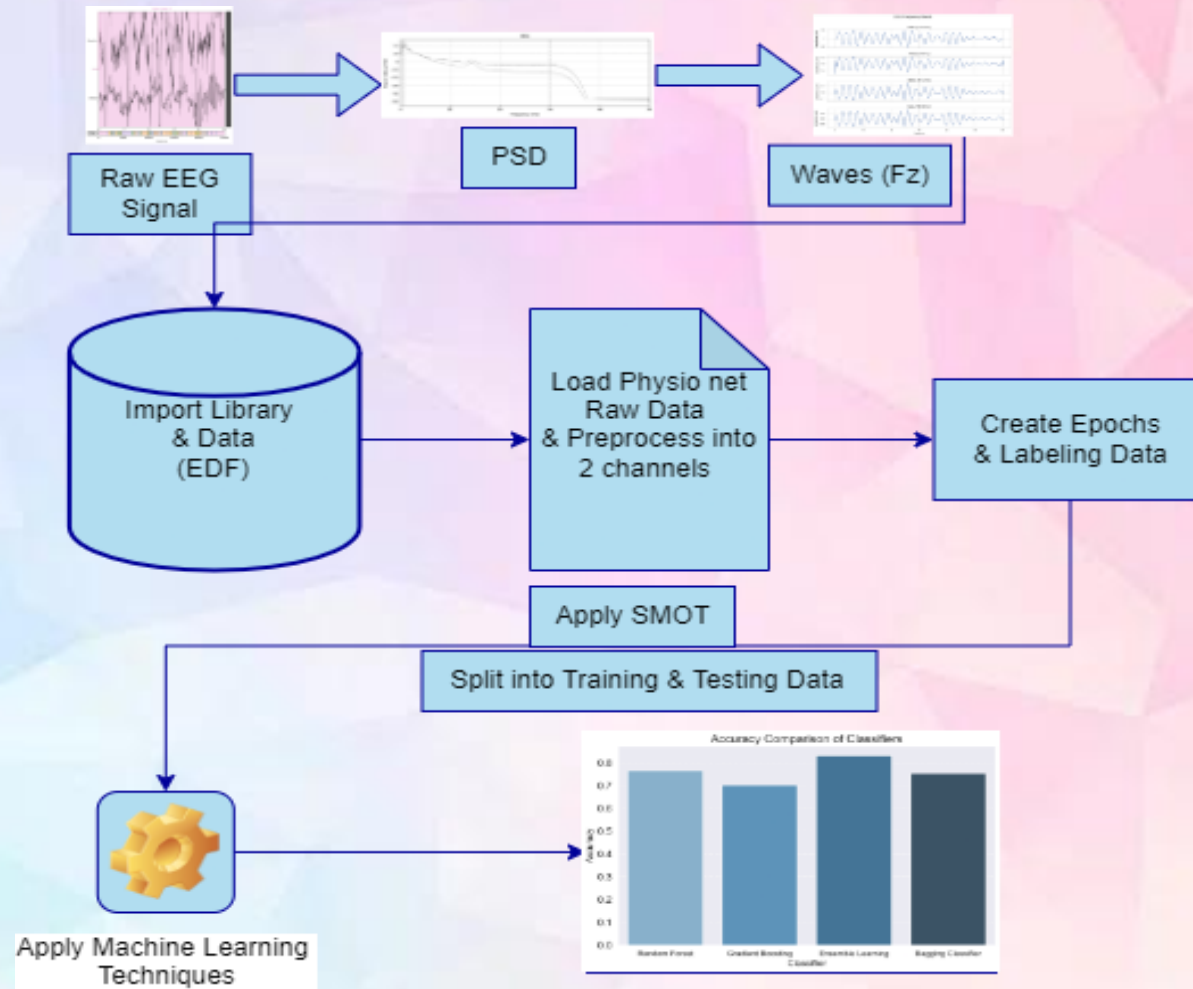 Raw EEG
Signal
PSD
Waves (Fz)
Import Library
& Data
(EDF)
Load Physio net
Raw Data
& Preprocess into
2 channels
Create Epochs
& Labeling Data
Apply SMOT
Split into Training & Testing Data
Apply Machine Learning
Techniques
Accuracy Comparison of Classifiers
0.8
0.7
0.6
0.5
0.4
0.3
0.2
0.1
0.0
Accuracy
Random Forest
Gradient Boosting
Ensemble Learning
Bagging Classifier
Classifier